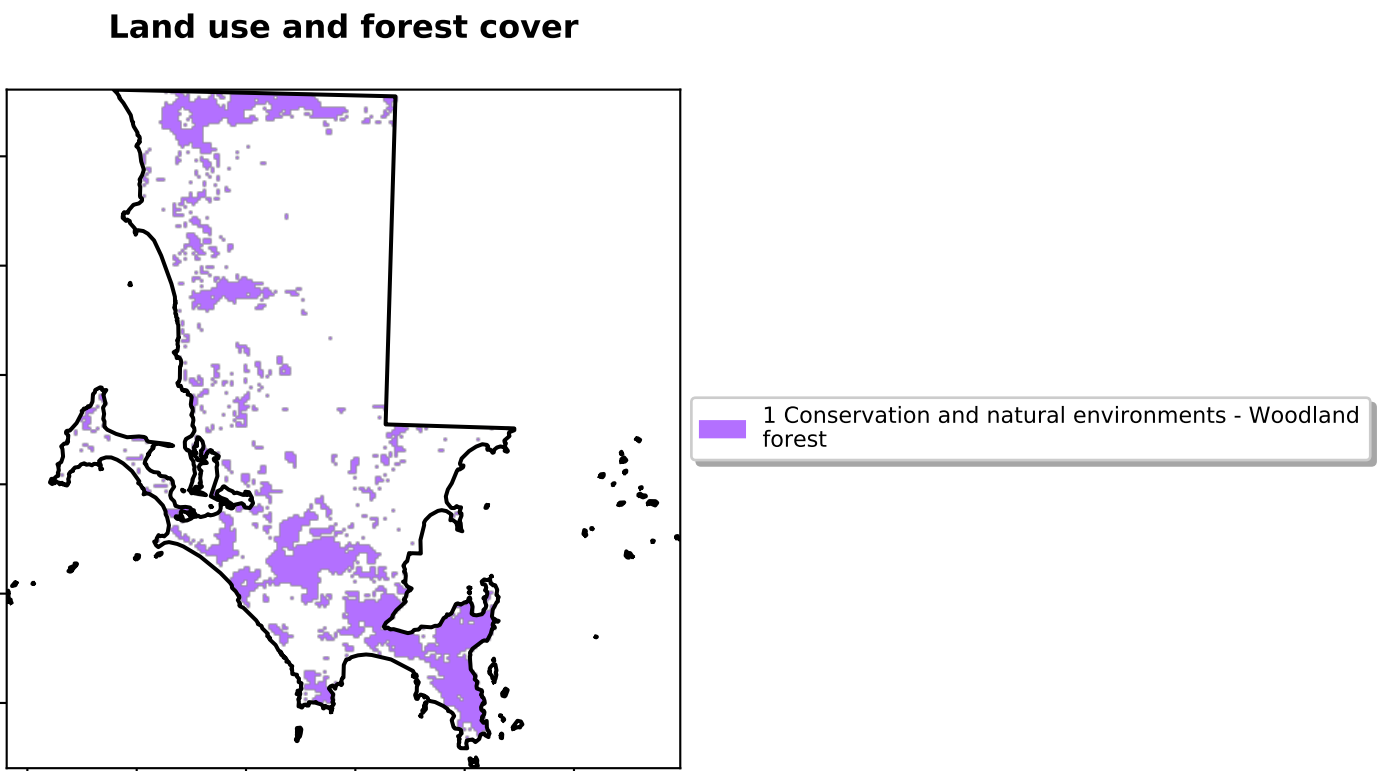 Land use and forest cover
1 Conservation and natural environments - Woodland
forest